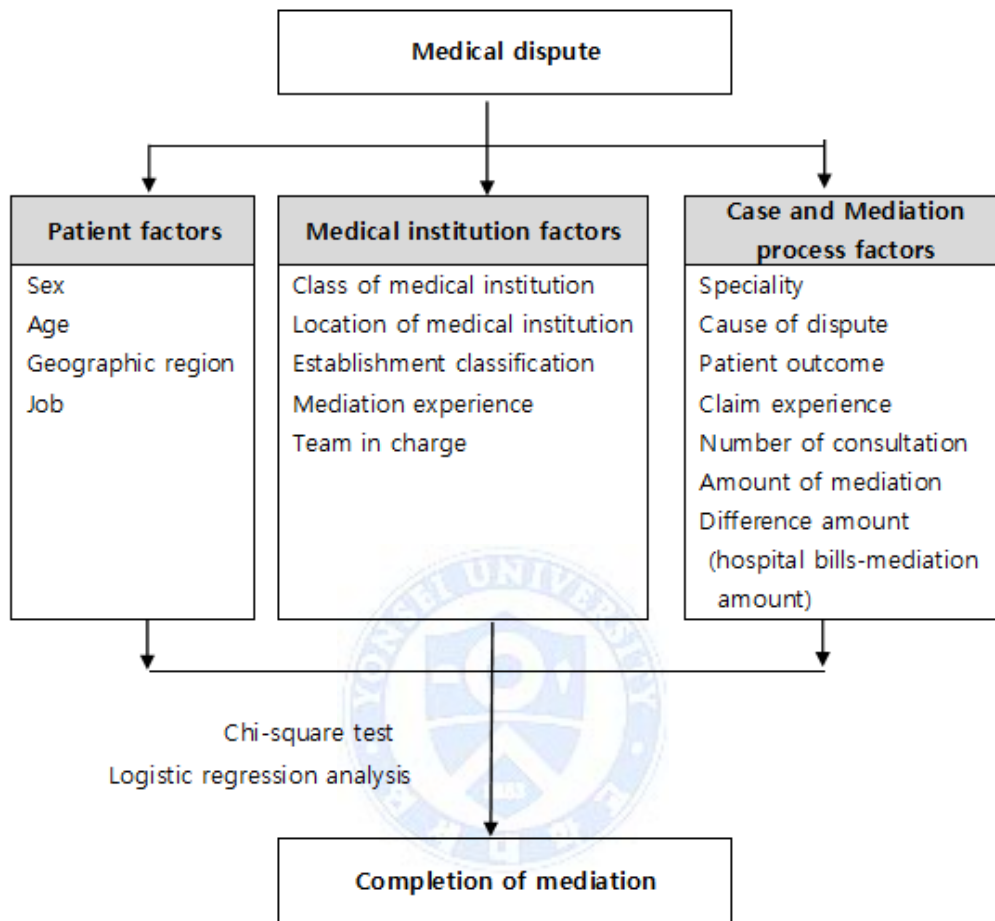 Medical dispute
Patient factors
Sex
Age
Geographic region
Job
Medical institution factors
Class of medical institution
Location of medical institution
Establishment classification
Mediation experience
Team in charge
Case and Mediation
process factors
Speciality
Cause of dispute
Patient outcome
Claim experience
Number of consultation
Amount of mediation
Difference amount
(hospital bills-mediation
amount)
YONSEI UNIVERSITY
Chi-square test
Logistic regression analysis
Completion of mediation